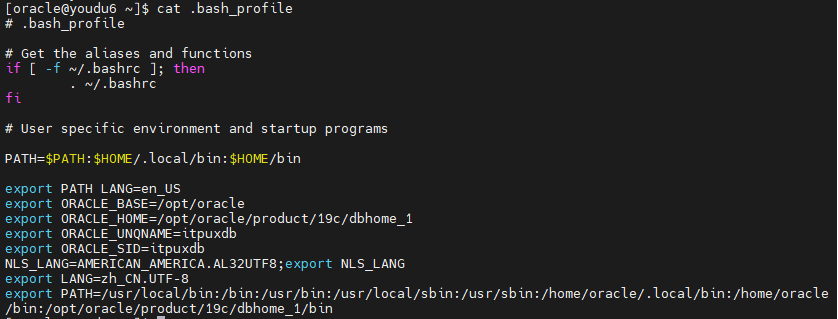 [oracle@youdu6 ~]$ cat .bash_profile
# .bash_profile
# Get the aliases and functions
if [ -f ~/.bashrc ]; then
. ~/.bashrc
fi
# User specific environment and startup programs
PATH=$PATH:$HOME/.local/bin:$HOME/bin
export PATH LANG=en_US
export ORACLE_BASE=/opt/oracle
export ORACLE_HOME=/opt/oracle/product/19c/dbhome_1
export ORACLE_UNQNAME=itpuxdb
export ORACLE_SID=itpuxdb
NLS_LANG=AMERICAN_AMERICA.AL32UTF8;export NLS_LANG
export LANG=zh_CN.UTF-8
export PATH=/usr/local/bin:/bin:/usr/bin:/usr/local/sbin:/usr/sbin:/home/oracle/.local/bin:/home/oracle
/bin:/opt/oracle/product/19c/dbhome_1/bin